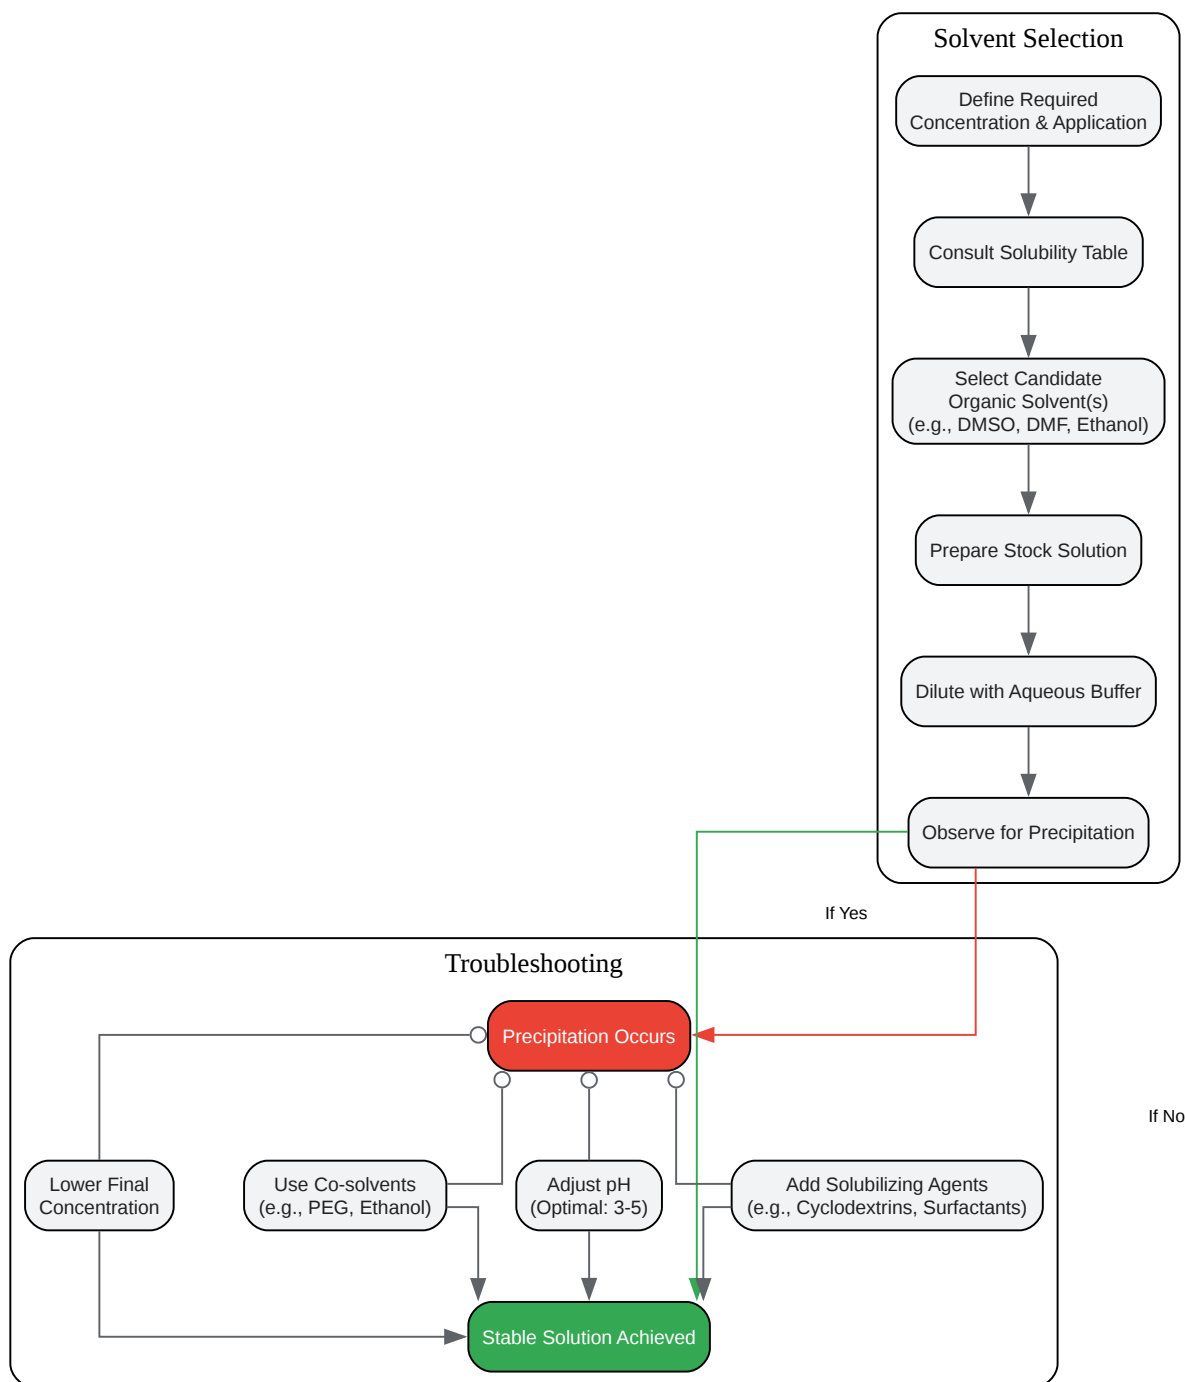 Solvent Selection
Define Required
Concentration & Application
Consult Solubility Table
Select Candidate
Organic Solvent(s)
(e.g., DMSO, DMF, Ethanol)
Prepare Stock Solution
Dilute with Aqueous Buffer
Observe for Precipitation
If Yes
Troubleshooting
Precipitation Occurs
If No
Lower Final
Concentration
Use Co-solvents
(e.g., PEG, Ethanol)
Adjust pH
(Optimal: 3-5)
Add Solubilizing Agents
(e.g., Cyclodextrins, Surfactants)
Stable Solution Achieved